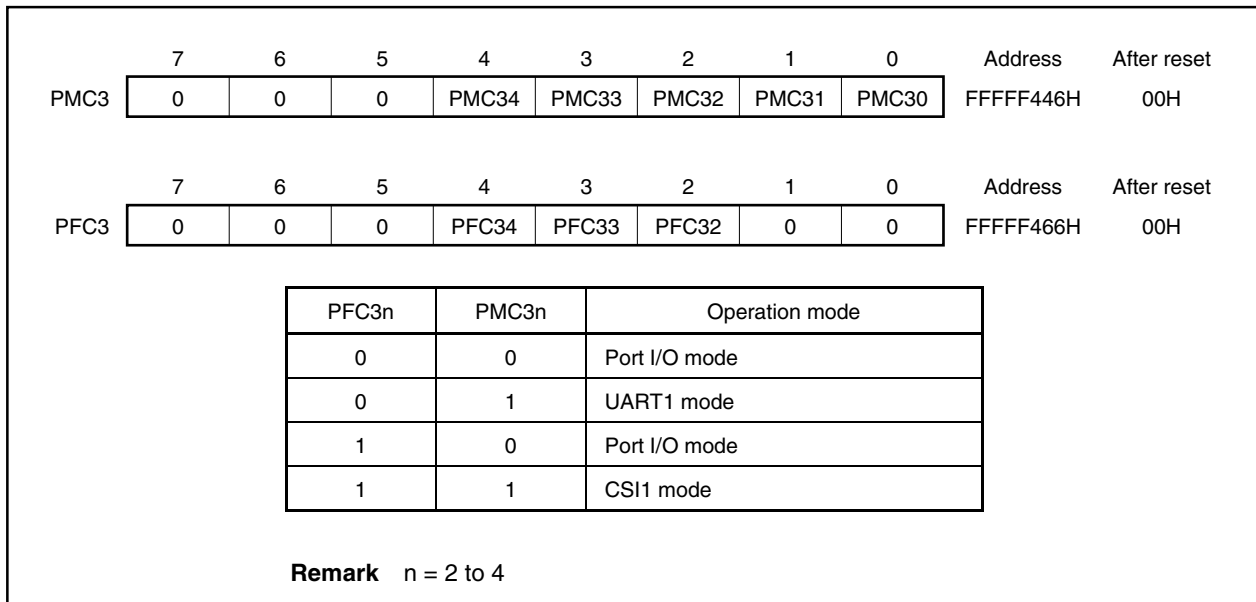 7 6 5 4 3 2 1 0 Address After reset
PMC3 0 0 0 PMC34 PMC33 PMC32 PMC31 PMC30 FFFFF446H 00H
7 6 5 4 3 2 1 0 Address After reset
PFC3 0 0 0 PFC34 PFC33 PFC32 0 0 FFFFF466H 00H
PFC3n PMC3n Operation mode
0 0 Port I/O mode
0 1 UART1 mode
1 0 Port I/O mode
1 1 CSI1 mode
Remark n = 2 to 4